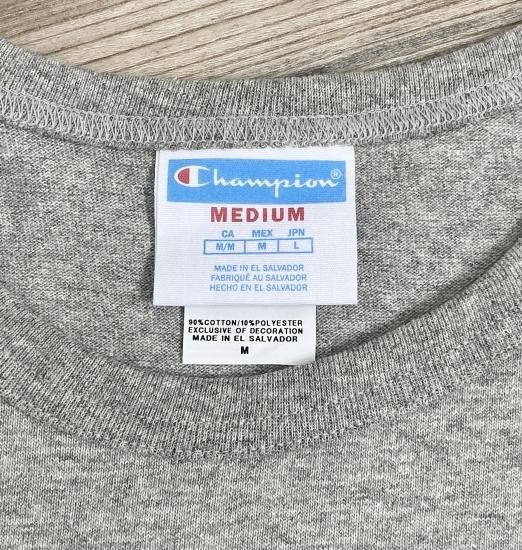 Champion®
MEDIUM
CA MEX JPN
M/M M L
MADE IN EL SALVADOR
FABRIQUÉ AU SALVADOR
HECHO EN EL SALVADOR
90%COTTON/10%POLYESTER
EXCLUSIVE OF DECORATION
MADE IN EL SALVADOR
M